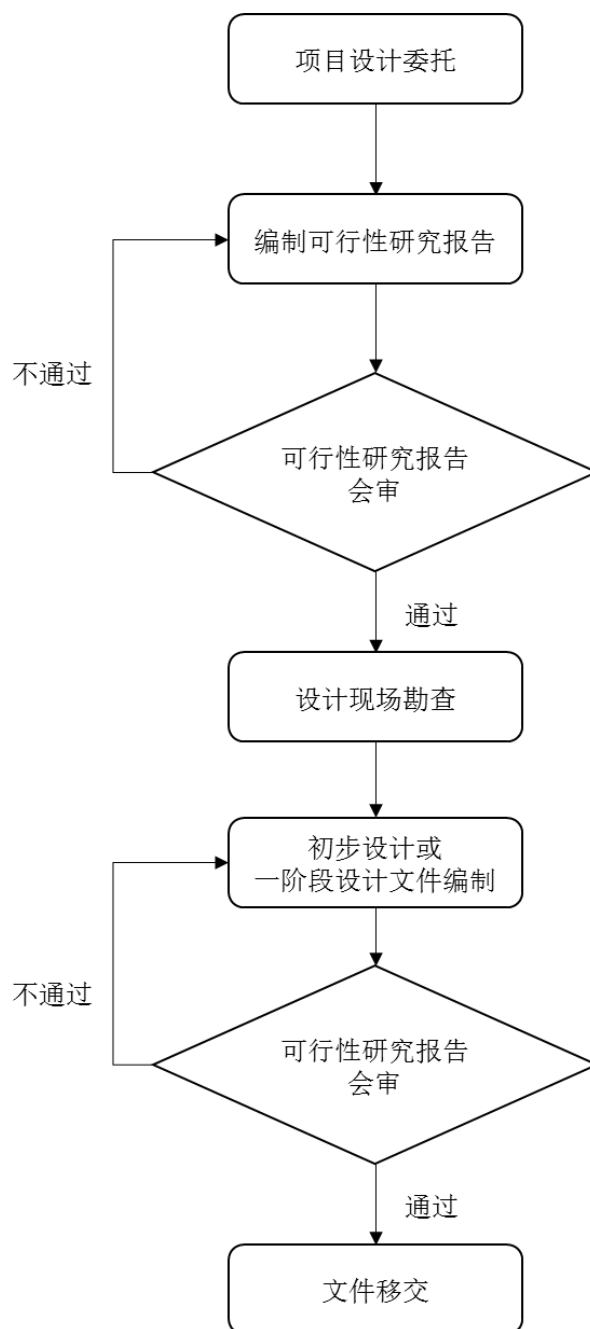 项目设计委托
编制可行性研究报告
不通过
可行性研究报告
会审
通过
设计现场勘查
初步设计或
一阶段设计文件编制
不通过
可行性研究报告
会审
通过
文件移交